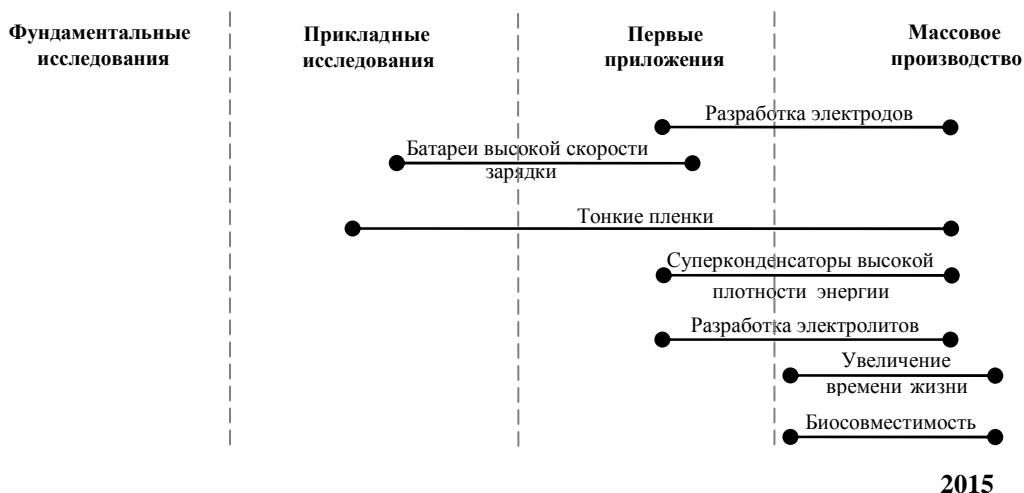 Фундаментальные
исследования
Прикладные
исследования
Первые
приложения
Массовое
производство
Разработка электродов
Батареи высокой скорости
зарядки
Тонкие пленки
Суперконденсаторы высокой
плотности энергии
Разработка электролитов
Увеличение
времени жизни
Биосовместимость
2015